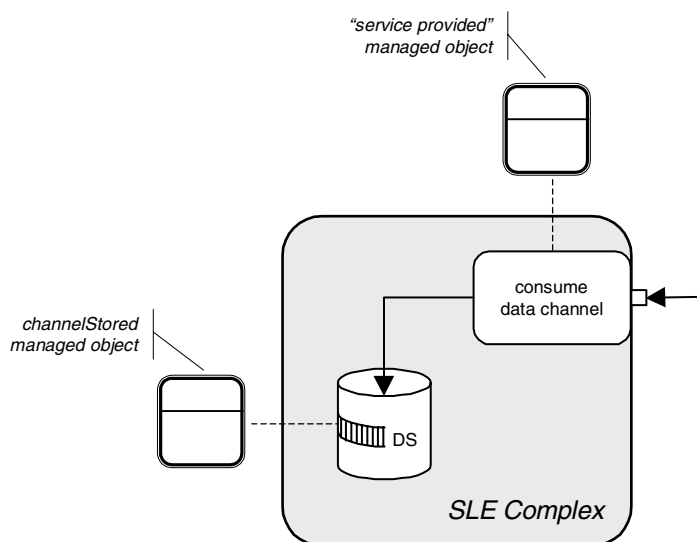 “service provided”
managed object
consume
data channel
channelStored
managed object
DS
SLE Complex